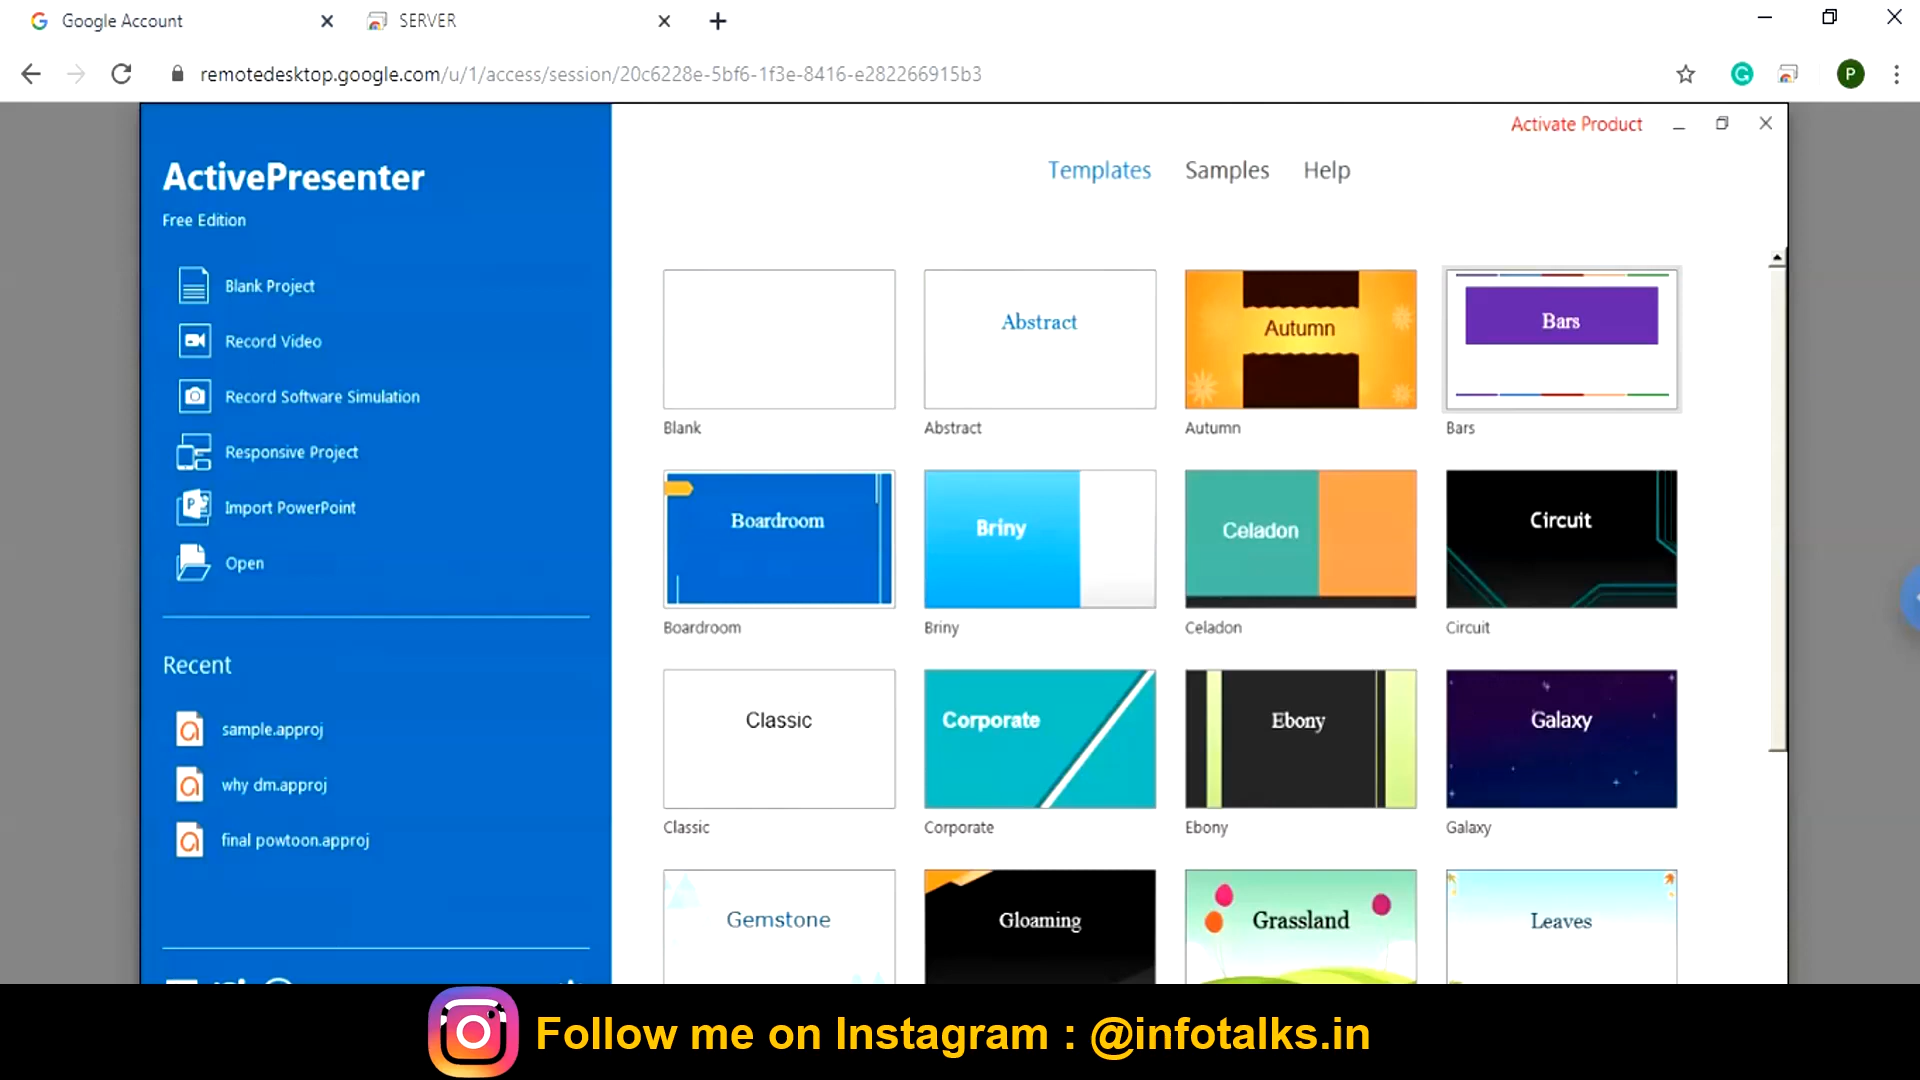 Google Account
SERVER
remotedesktop.google.com/u/1/access/session/20c6228e-5bf6-1f3e-8416-e282266915b3
G
P
Activate Product
ActivePresenter
Free Edition
Templates Samples Help
Blank Project
Record Video
Record Software Simulation
Responsive Project
Import PowerPoint
Open
Recent
sample.approj
why dm.approj
final powtoon.approj
Abstract
Autumn
Bars
Blank
Abstract
Autumn
Bars
Boardroom
Briny
Celadon
Circuit
Boardroom
Briny
Celadon
Circuit
Classic
Corporate
Ebony
Galaxy
Classic
Corporate
Ebony
Galaxy
Gemstone
Gloaming
Grassland
Leaves
Follow me on Instagram : @infotalks.in